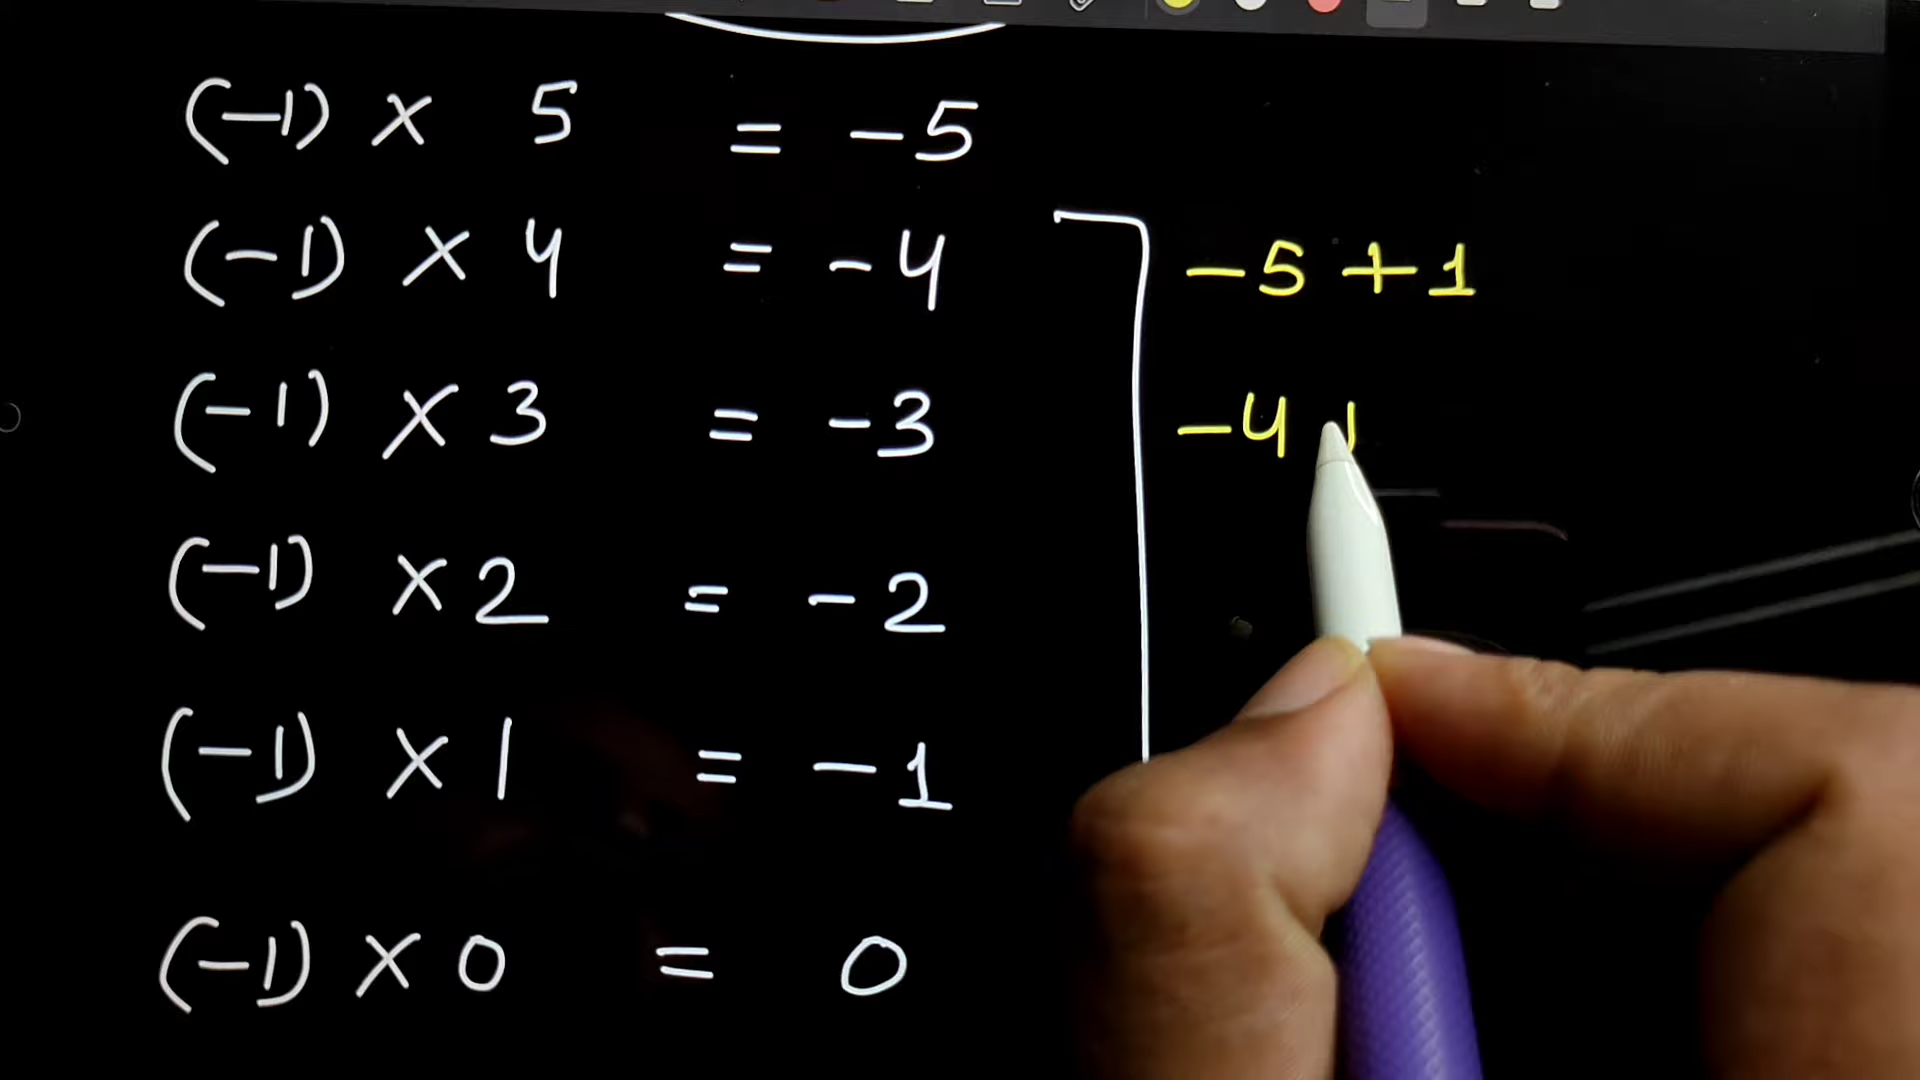 (-1) × 5 = -5
(-1) × 4 = -4
-5 + 1
(-1) × 3 = -3
-4
(-1) × 2 = -2
(-1) × 1 = -1
(-1) × 0 = 0